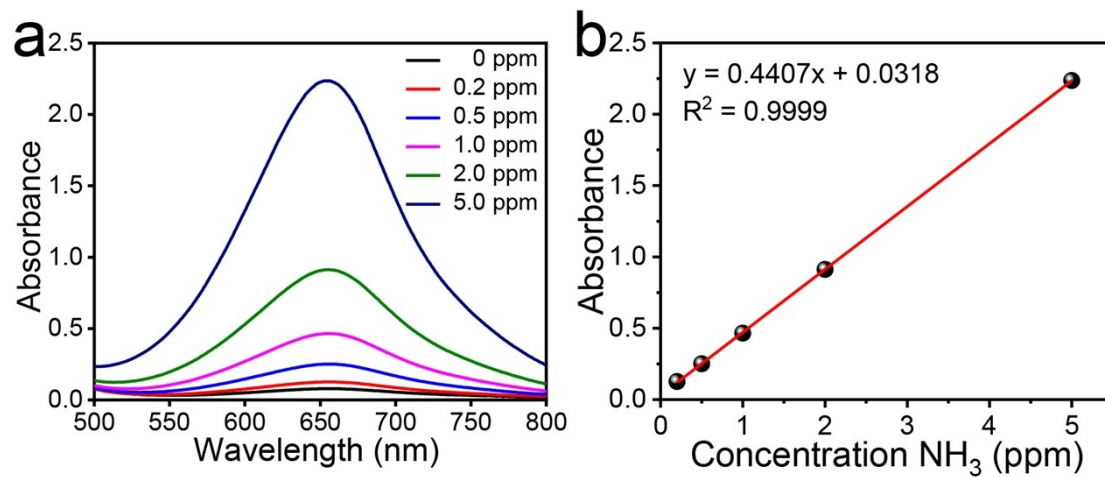 a
2.5
2.0
1.5
1.0
0.5
0.0
Absorbance
0 ppm
0.2 ppm
0.5 ppm
1.0 ppm
2.0 ppm
5.0 ppm
500 550 600 650 700 750 800
Wavelength (nm)
b
2.5
2.0
1.5
1.0
0.5
0.0
Absorbance
y = 0.4407x + 0.0318
R² = 0.9999
0 1 2 3 4 5
Concentration NH₃ (ppm)